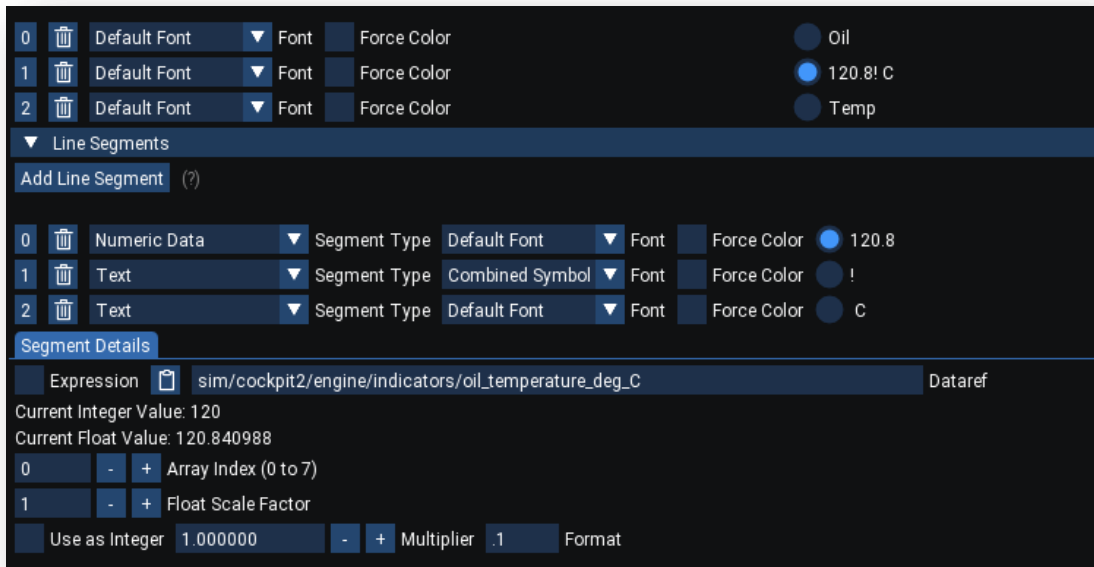 0 Default Font Font Force Color Oil
1 Default Font Font Force Color 120.8! C
2 Default Font Font Force Color Temp
Line Segments
Add Line Segment (?)
0 Numeric Data Segment Type Default Font Font Force Color 120.8
1 Text Segment Type Combined Symbol Font Force Color !
2 Text Segment Type Default Font Font Force Color C
Segment Details
Expression sim/cockpit2/engine/indicators/oil_temperature_deg_C Dataref
Current Integer Value: 120
Current Float Value: 120.840988
0 - + Array Index (0 to 7)
1 - + Float Scale Factor
Use as Integer 1.000000 - + Multiplier .1 Format